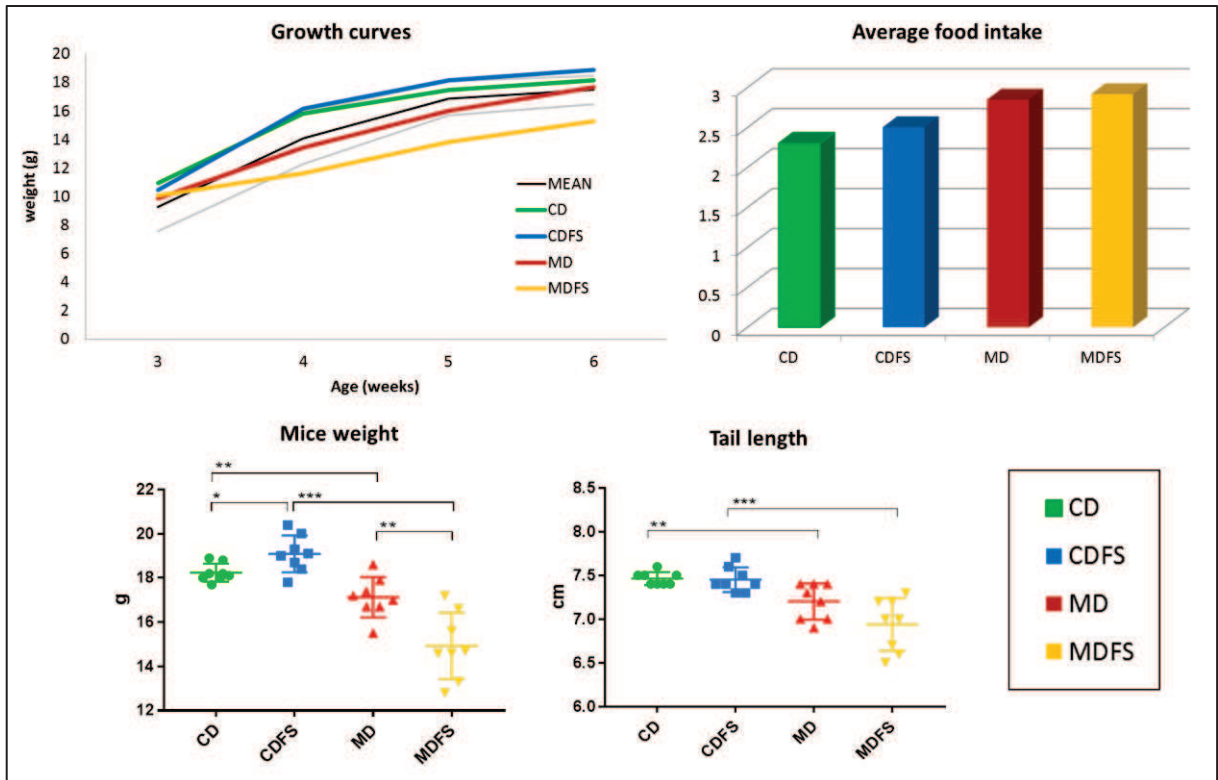 Growth curves
20
18
16
14
12
10
8
6
4
2
0
weight (g)
3 4 5 6
Age (weeks)
MEAN
CD
CDFS
MD
MDFS
Average food intake
3
2.5
2
1.5
1
0.5
0
CD CDFS MD MDFS
Mice weight
**
* ***
**
22
20
18
16
14
12
g
CD CDFS MD MDFS
Tail length
***
**
8.5
8.0
7.5
7.0
6.5
6.0
cm
CD CDFS MD MDFS
CD
CDFS
MD
MDFS